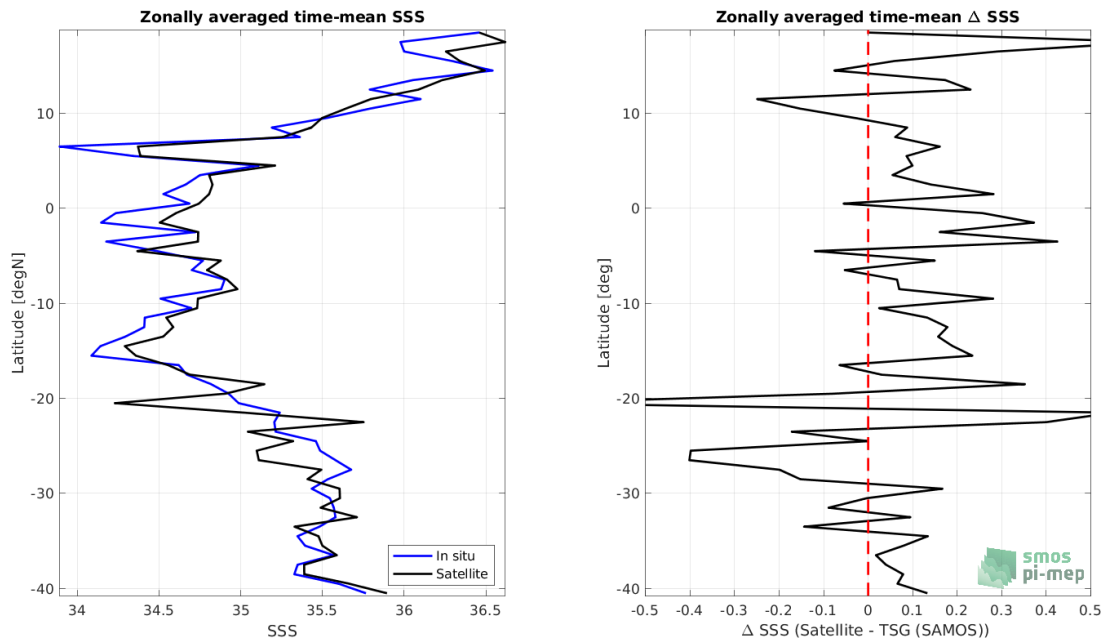 Zonally averaged time-mean SSS
10
0
-10
-20
-30
-40
Latitude [degN]
34
34.5
35
35.5
36
36.5
SSS
In situ
Satellite
Zonally averaged time-mean Δ SSS
10
0
-10
-20
-30
-40
Latitude [deg]
-0.5
-0.4
-0.3
-0.2
-0.1
0
0.1
0.2
0.3
0.4
0.5
Δ SSS (Satellite - TSG (SAMOS))
smos
pi-mep